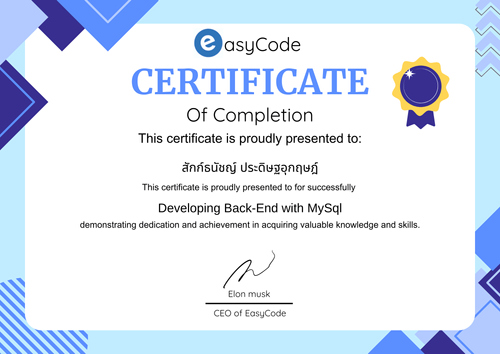 easyCode
CERTIFICATE
Of Completion
This certificate is proudly presented to:
สักก์ธนัชญ์ ประดิษฐอุกฤษฎ์
This certificate is proudly presented to for successfully
Developing Back-End with MySql
demonstrating dedication and achievement in acquiring valuable knowledge and skills.
Elon musk
CEO of EasyCode